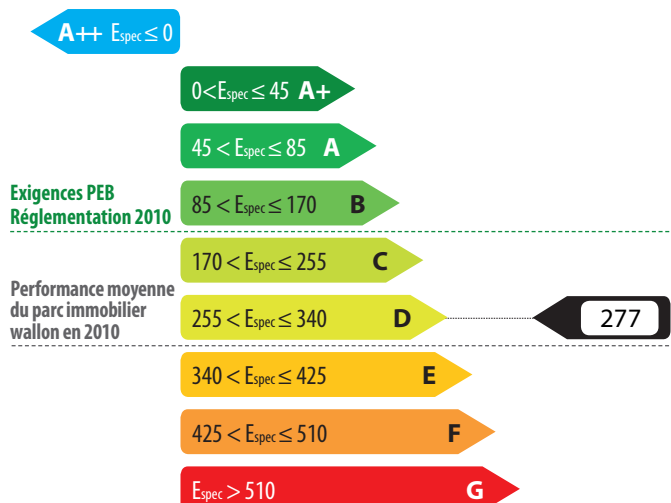 A++ Espec ≤ 0
0<Espec ≤ 45 A+
45 < Espec ≤ 85 A
Exigences PEB
Réglementation 2010
85 < Espec ≤ 170 B
170 < Espec ≤ 255 C
Performance moyenne
du parc immobilier
wallon en 2010
255 < Espec ≤ 340 D
277
340 < Espec ≤ 425 E
425 < Espec ≤ 510 F
Espec > 510 G